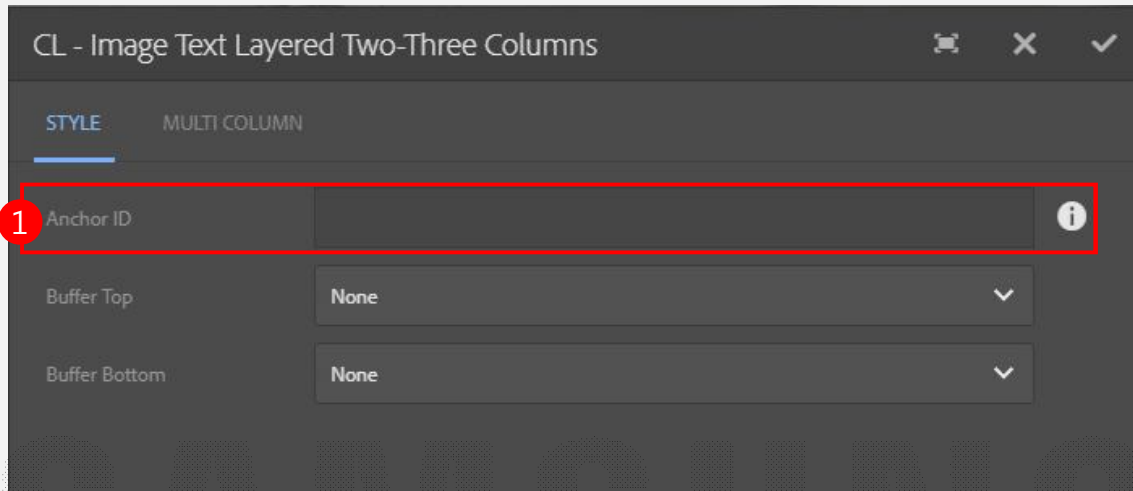 CL - Image Text Layered Two-Three Columns
STYLE MULTI COLUMN
1 Anchor ID
Buffer Top None
Buffer Bottom None
SAMSUNG